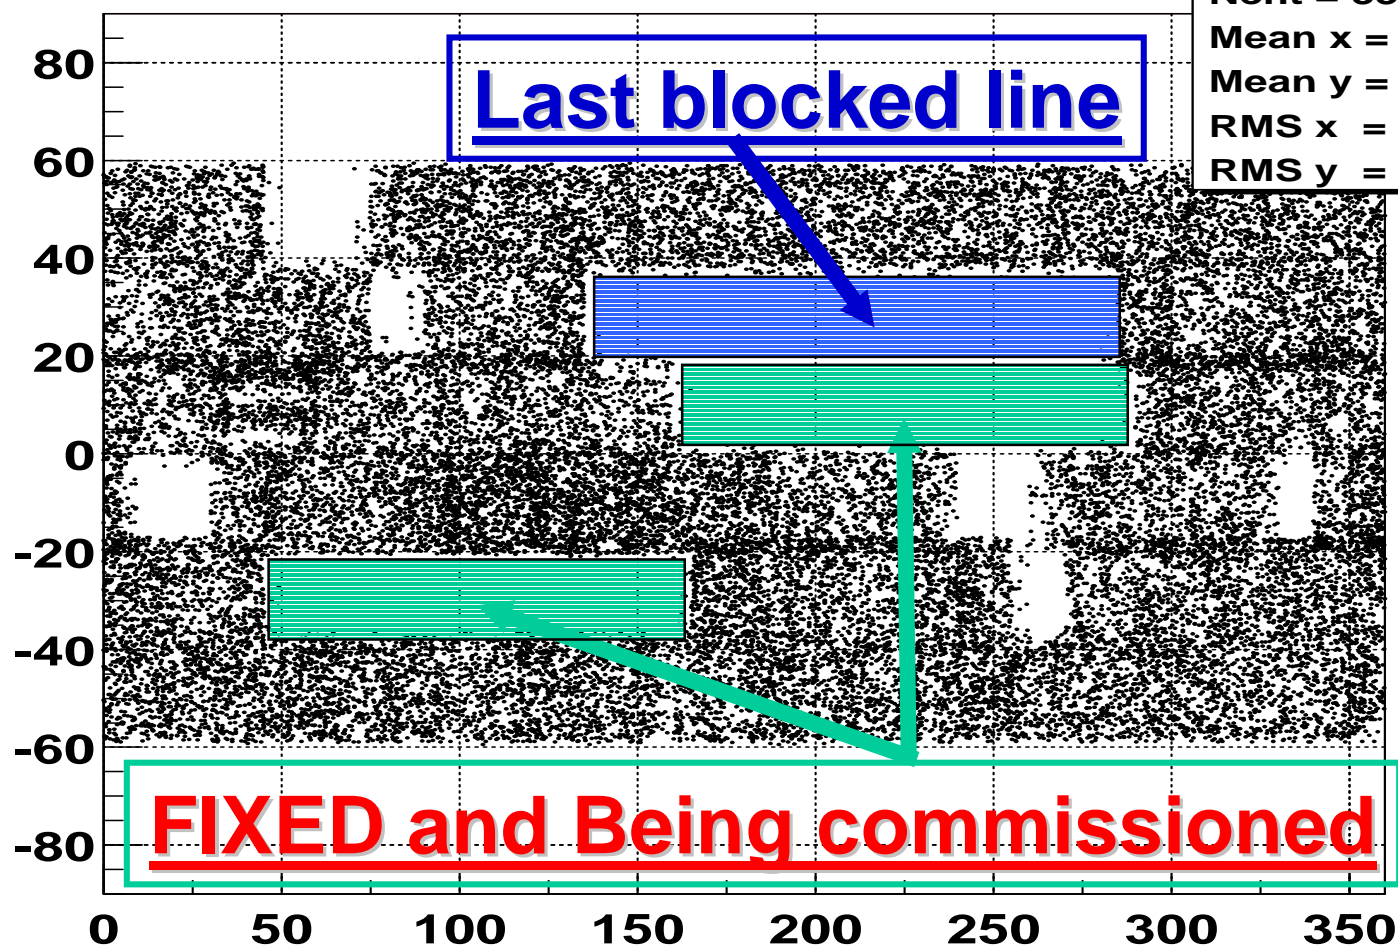 Mean x =
Mean y =
RMS x =
RMS y =
Last blocked line
80
60
40
20
0
-20
-40
-60
-80
FIXED and Being commissioned
0 50 100 150 200 250 300 350